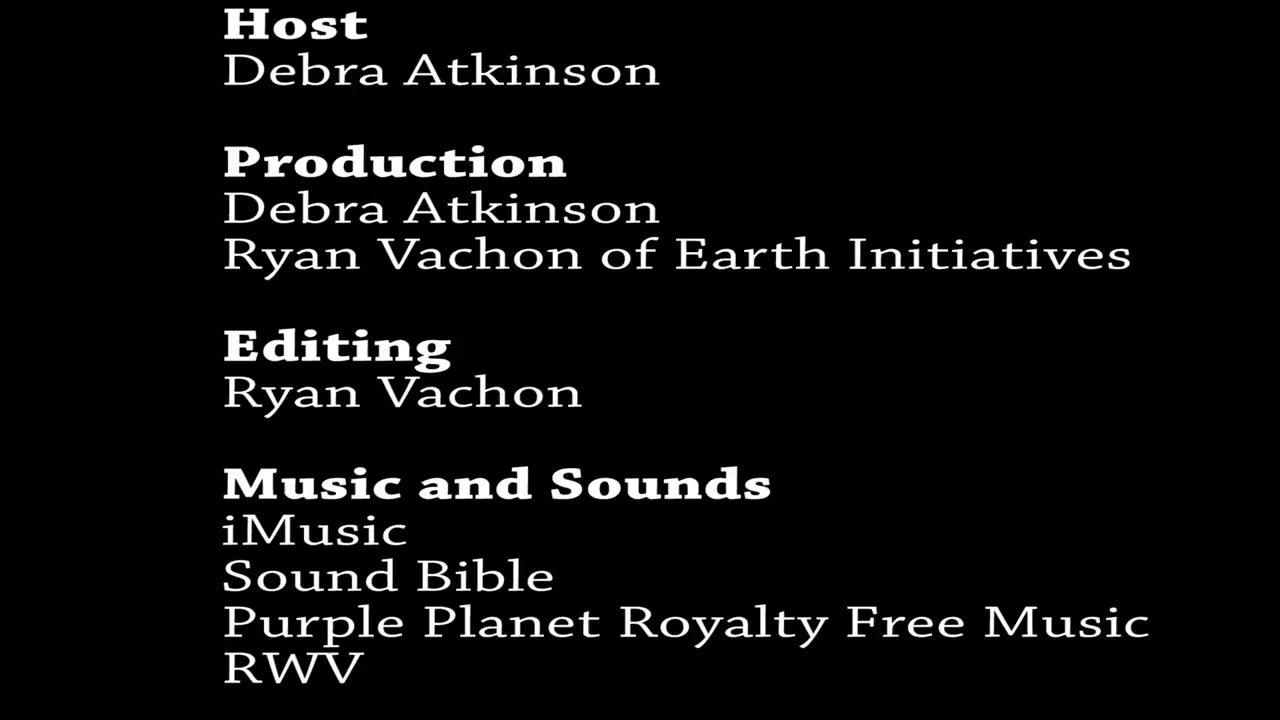 Host
Debra Atkinson
Production
Debra Atkinson
Ryan Vachon of Earth Initiatives
Editing
Ryan Vachon
Music and Sounds
iMusic
Sound Bible
Purple Planet Royalty Free Music
RWV